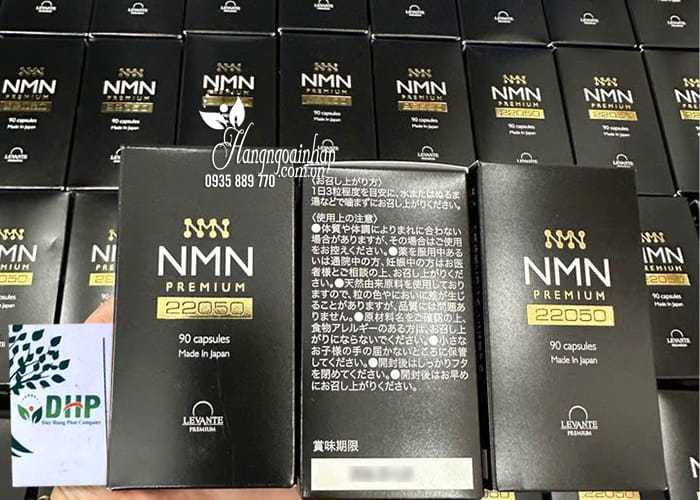 LEVANTE
NMN
PREMIUM
22050
90 capsules
Made In Japan
LEVANTE
PREMIUM
Hangngoainhap
.com.vn
0935 889 770
NMN
PREMIUM
22050
90 capsules
Made In Japan
LEVANTE
PREMIUM
DHP
Duy Hung Phat Company
〈お召し上がり方〉
1日3粒程度を目安に、水またはぬるま
湯などで噛まずにお召し上がりください。
〈使用上の注意〉
●体質や体調によりまれに合わない
場合がありますが、その場合はご使用
をお控えください。●薬を服用中ある
いは通院中の方、妊娠中の方はお医
者様とご相談の上、お召し上がりくだ
さい。●天然由来原料を使用しており
ますので、粒の色やにおいに差が生じ
ることがありますが、品質には問題あ
りません。●原材料名をご確認の上、
食物アレルギーのある方は、お召し上
がりにならないでください。●小さな
お子様の手の届かないところに保管
してください。●開封後はしっかりフタ
を閉めてください。●開封後はお早め
にお召し上がりください。
賞味期限
NMN
PREMIUM
22050
90 capsules
Made In Japan
LEVANTE
PREMIUM